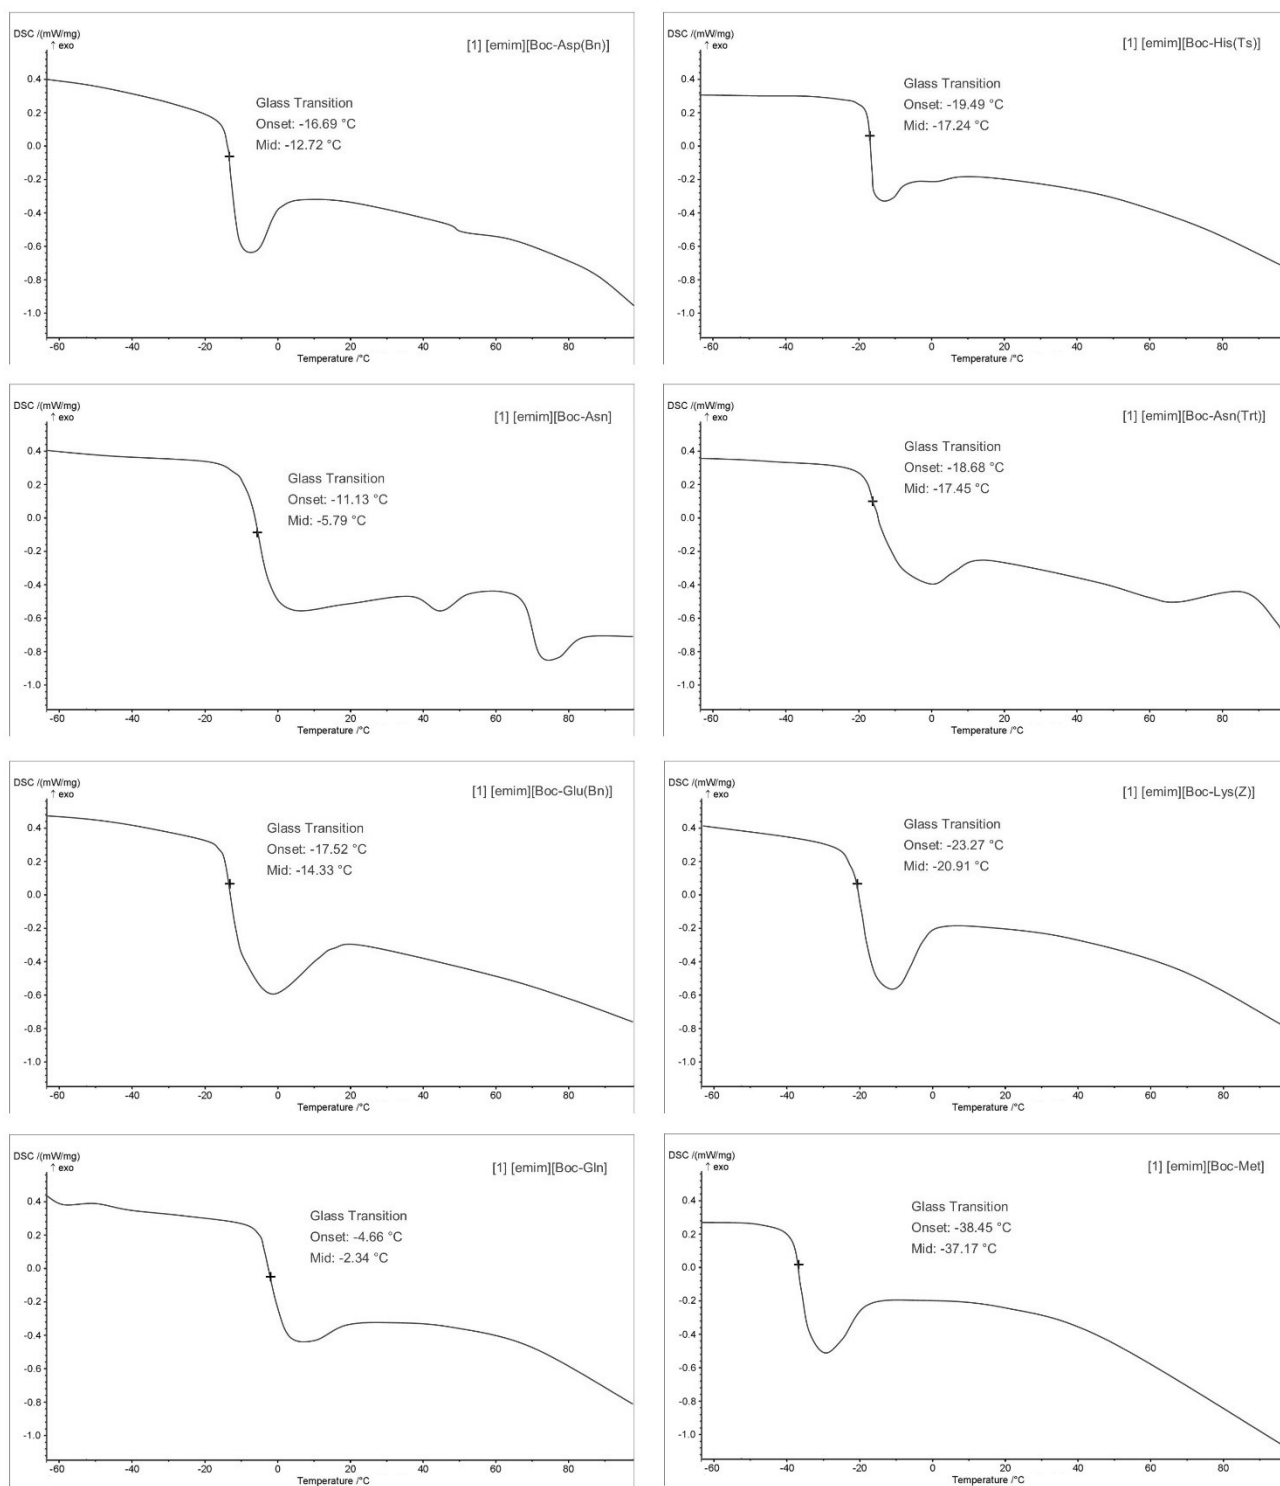 DSC /(mW/mg)
↑ exo
[1] [emim][Boc-Asp(Bn)]
Glass Transition
Onset: -16.69 °C
Mid: -12.72 °C
0.4
0.2
0.0
-0.2
-0.4
-0.6
-0.8
-1.0
-60 -40 -20 0 20 40 60 80
Temperature /°C
DSC /(mW/mg)
↑ exo
[1] [emim][Boc-His(Ts)]
Glass Transition
Onset: -19.49 °C
Mid: -17.24 °C
0.4
0.2
0.0
-0.2
-0.4
-0.6
-0.8
-1.0
-60 -40 -20 0 20 40 60 80
Temperature /°C
DSC /(mW/mg)
↑ exo
[1] [emim][Boc-Asn]
Glass Transition
Onset: -11.13 °C
Mid: -5.79 °C
0.4
0.2
0.0
-0.2
-0.4
-0.6
-0.8
-1.0
-60 -40 -20 0 20 40 60 80
Temperature /°C
DSC /(mW/mg)
↑ exo
[1] [emim][Boc-Asn(Trt)]
Glass Transition
Onset: -18.68 °C
Mid: -17.45 °C
0.4
0.2
0.0
-0.2
-0.4
-0.6
-0.8
-1.0
-60 -40 -20 0 20 40 60 80
Temperature /°C
DSC /(mW/mg)
↑ exo
[1] [emim][Boc-Glu(Bn)]
Glass Transition
Onset: -17.52 °C
Mid: -14.33 °C
0.4
0.2
0.0
-0.2
-0.4
-0.6
-0.8
-1.0
-60 -40 -20 0 20 40 60 80
Temperature /°C
DSC /(mW/mg)
↑ exo
[1] [emim][Boc-Lys(Z)]
Glass Transition
Onset: -23.27 °C
Mid: -20.91 °C
0.4
0.2
0.0
-0.2
-0.4
-0.6
-0.8
-1.0
-60 -40 -20 0 20 40 60 80
Temperature /°C
DSC /(mW/mg)
↑ exo
[1] [emim][Boc-Gln]
Glass Transition
Onset: -4.66 °C
Mid: -2.34 °C
0.4
0.2
0.0
-0.2
-0.4
-0.6
-0.8
-1.0
-60 -40 -20 0 20 40 60 80
Temperature /°C
DSC /(mW/mg)
↑ exo
[1] [emim][Boc-Met]
Glass Transition
Onset: -38.45 °C
Mid: -37.17 °C
0.4
0.2
0.0
-0.2
-0.4
-0.6
-0.8
-1.0
-60 -40 -20 0 20 40 60 80
Temperature /°C